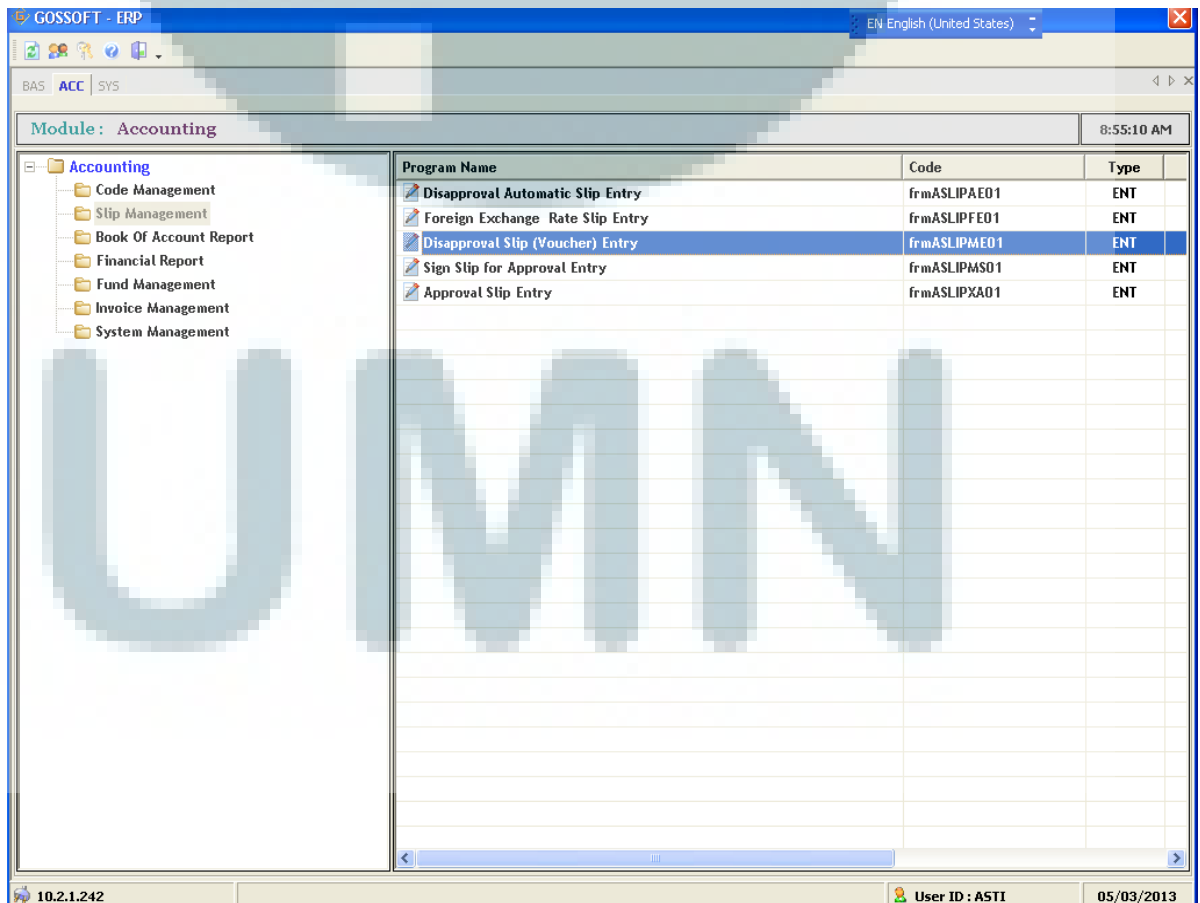 GOSSOFT - ERP
EN English (United States)
BAS ACC SYS
Module : Accounting
8:55:10 AM
Accounting
Code Management
Slip Management
Book Of Account Report
Financial Report
Fund Management
Invoice Management
System Management
Program Name Code Type
Disapproval Automatic Slip Entry frmASLIPAE01 ENT
Foreign Exchange Rate Slip Entry frmASLIPFE01 ENT
Disapproval Slip (Voucher) Entry frmASLIPME01 ENT
Sign Slip for Approval Entry frmASLIPMS01 ENT
Approval Slip Entry frmASLIPXA01 ENT
UMN
10.2.1.242
User ID : ASTI
05/03/2013